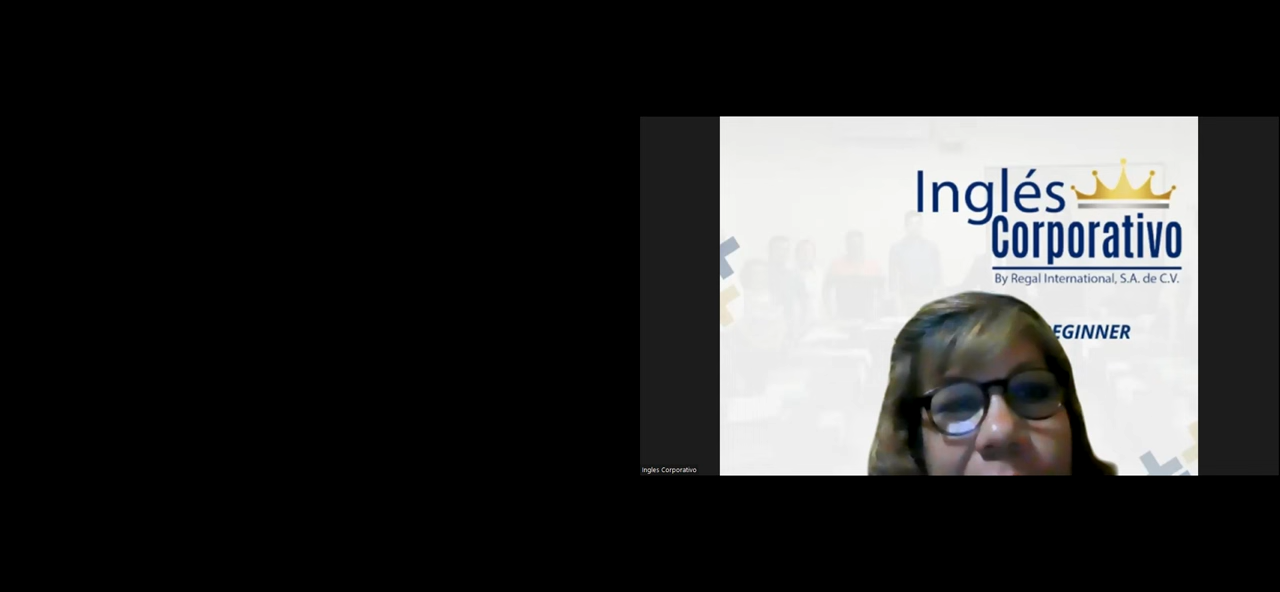 Inglés
Corporativo
By Regal International, S.A. de C.V.
EGINNER
Ingles Corporativo